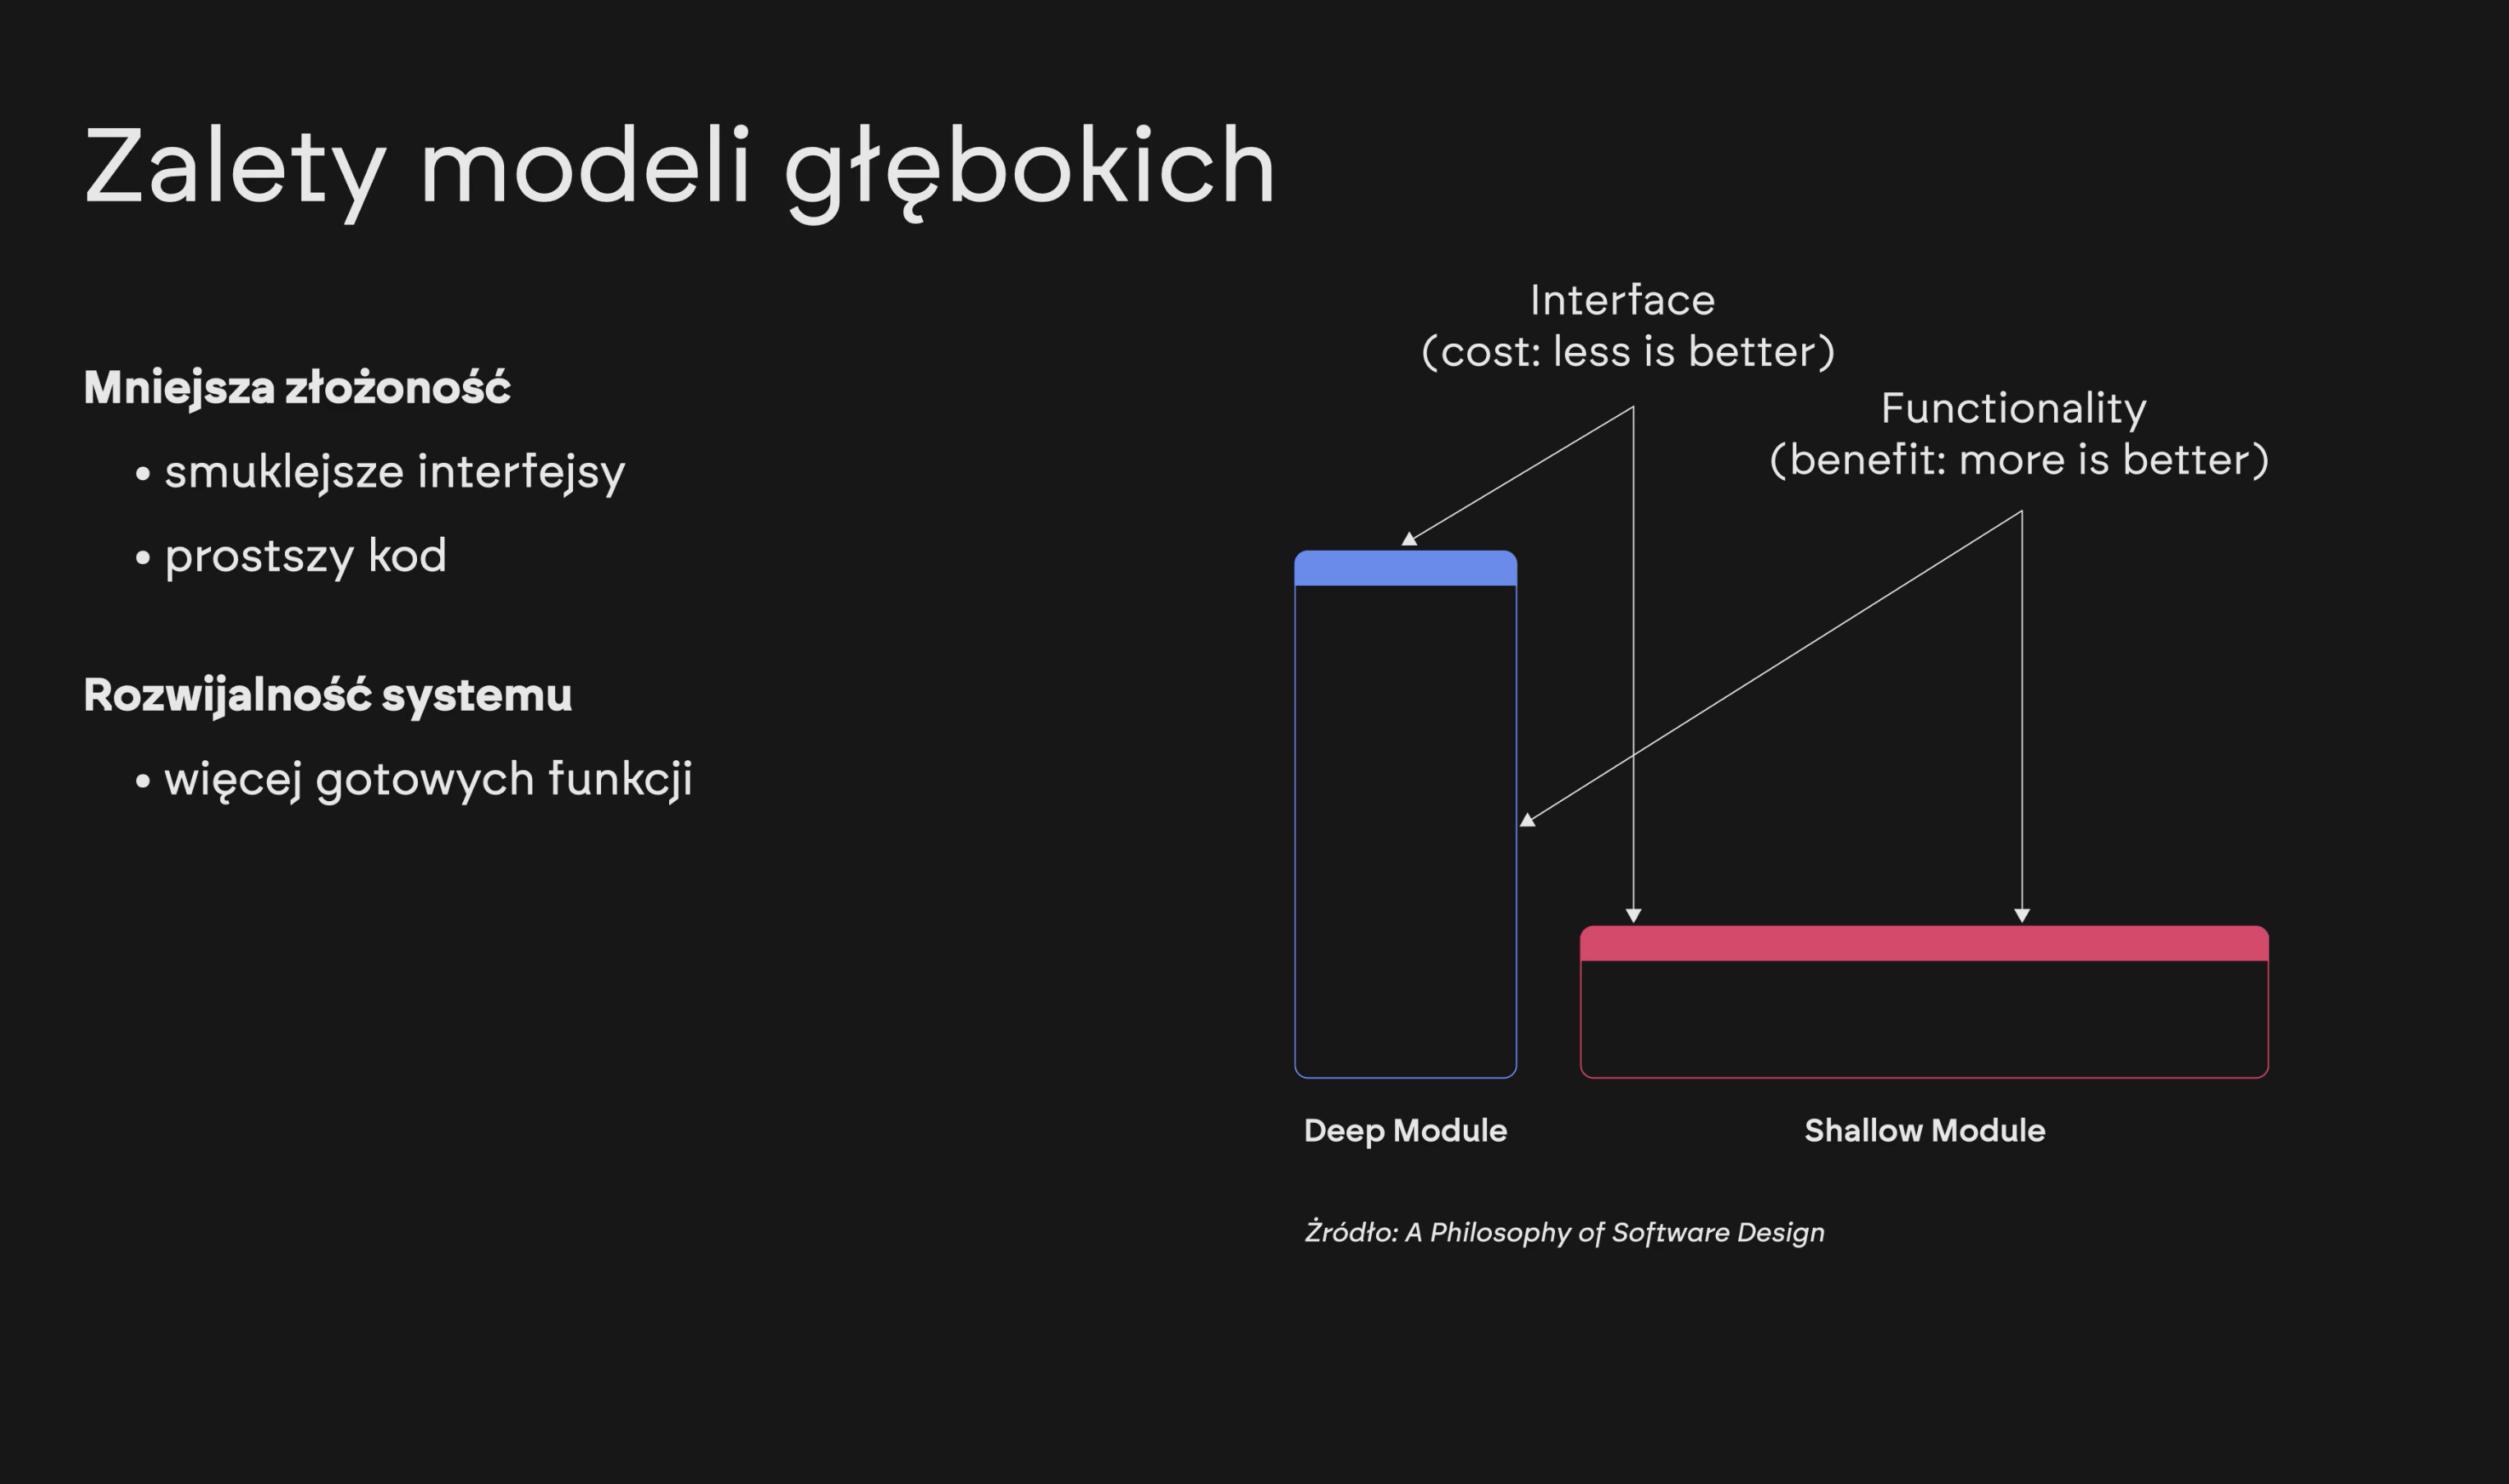 Zalety modeli głębokich
Mniejsza złożoność
• smuklejsze interfejsy
• prostszy kod
Rozwijalność systemu
• więcej gotowych funkcji
Interface
(cost: less is better)
Functionality
(benefit: more is better)
Deep Module
Shallow Module
Źródło: A Philosophy of Software Design